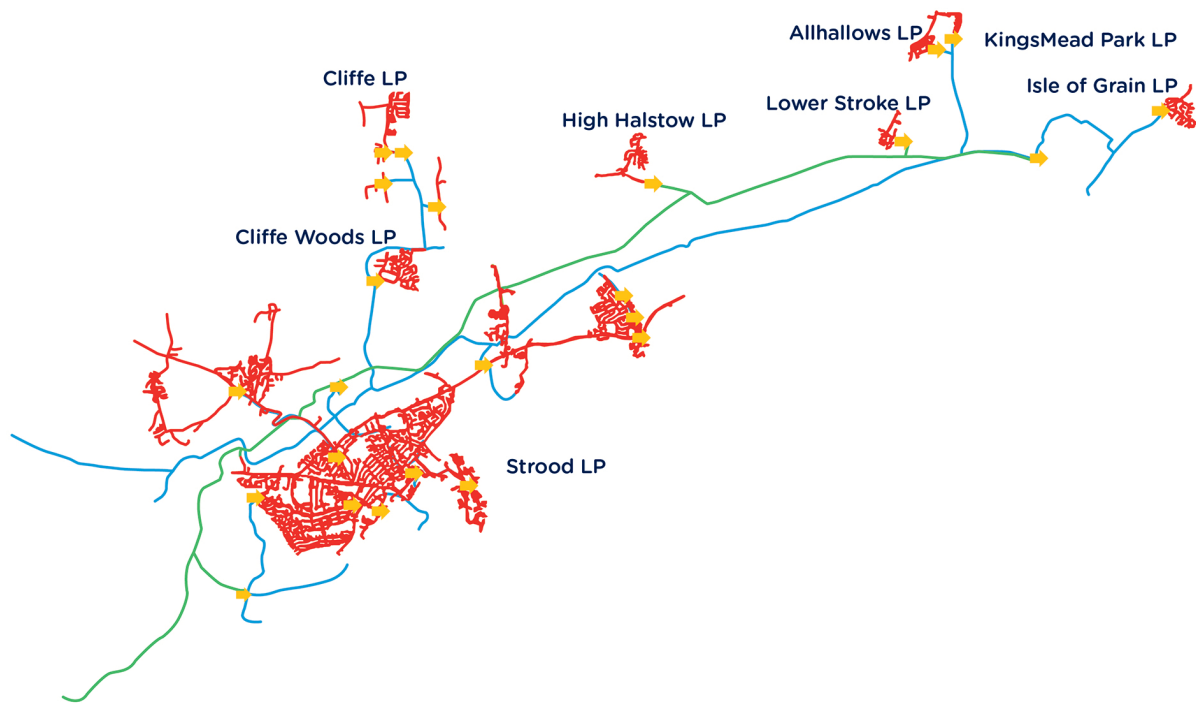 Allhallows LP
KingsMead Park LP
Cliffe LP
Isle of Grain LP
Lower Stroke LP
High Halstow LP
Cliffe Woods LP
Strood LP